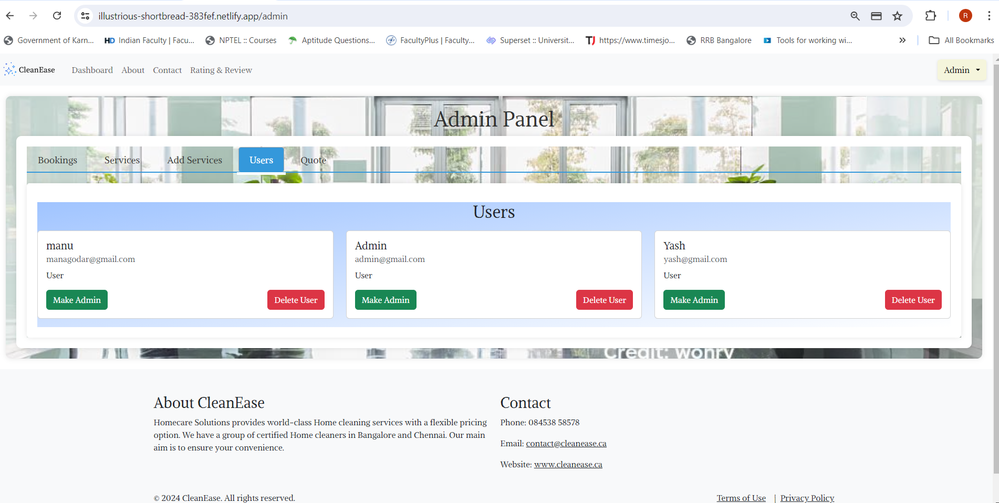 illustrious-shortbread-383fef.netlify.app/admin
R
Government of Karn...
HD Indian Faculty | Facu...
NPTEL :: Courses
Aptitude Questions...
FacultyPlus | Faculty...
Superset :: Universit...
TJ https://www.timesjo...
RRB Bangalore
Tools for working wi...
All Bookmarks
CleanEase
Dashboard
About
Contact
Rating & Review
Admin
Admin Panel
Bookings
Services
Add Services
Users
Quote
Users
manu
managodar@gmail.com
User
Make Admin
Delete User
Admin
admin@gmail.com
User
Make Admin
Delete User
Yash
yash@gmail.com
User
Make Admin
Delete User
Credit: wonry
About CleanEase
Homecare Solutions provides world-class Home cleaning services with a flexible pricing
option. We have a group of certified Home cleaners in Bangalore and Chennai. Our main
aim is to ensure your convenience.
Contact
Phone: 084538 58578
Email: contact@cleanease.ca
Website: www.cleanease.ca
© 2024 CleanEase. All rights reserved.
Terms of Use | Privacy Policy